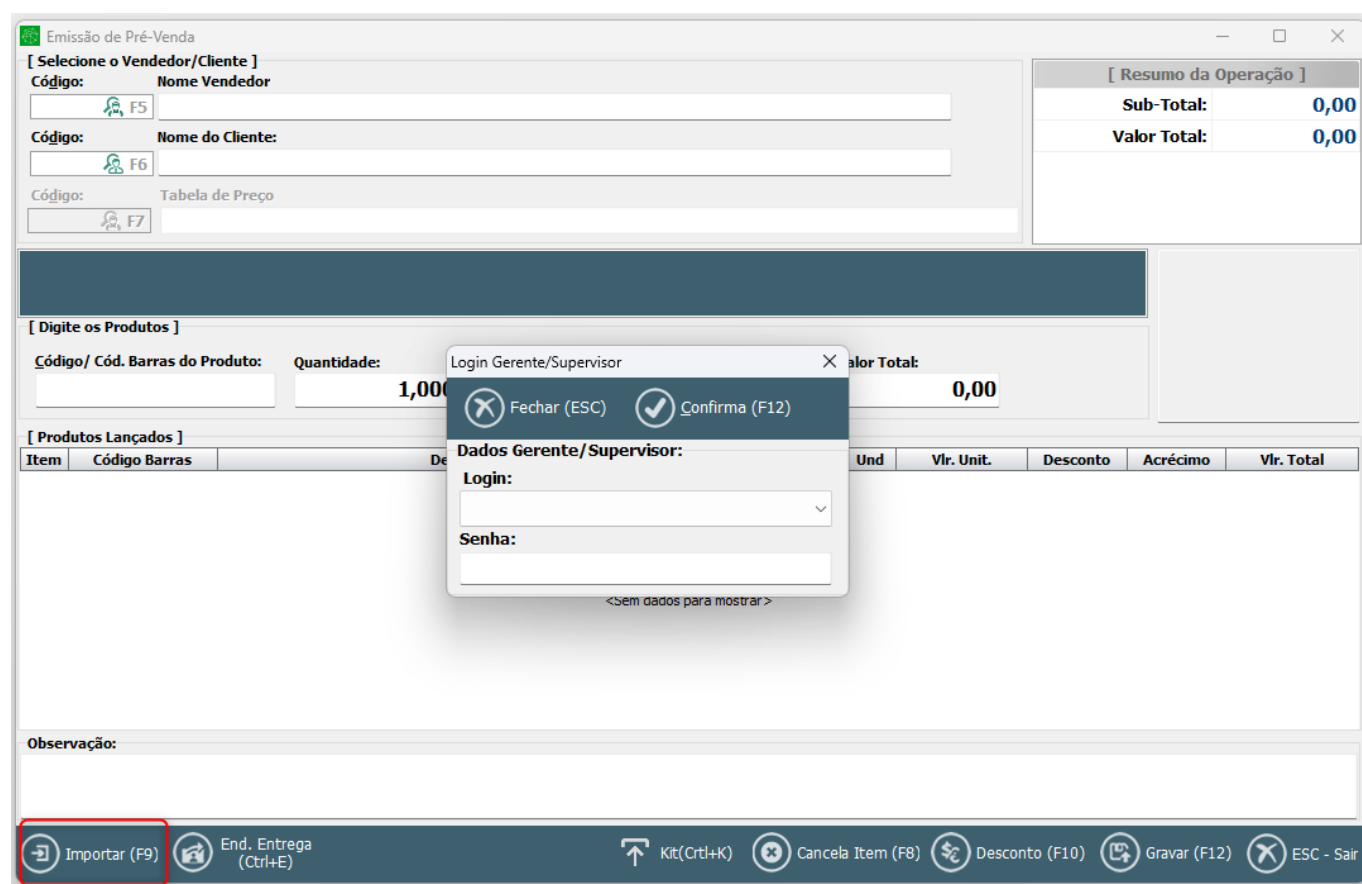 Emissão de Pré-Venda
[ Selecione o Vendedor/Cliente ]
Código: Nome Vendedor
F5
Código: Nome do Cliente:
F6
Código: Tabela de Preço
F7
[ Resumo da Operação ]
Sub-Total: 0,00
Valor Total: 0,00
[ Digite os Produtos ]
Código/ Cód. Barras do Produto: Quantidade: alor Total:
1,000 0,00
Login Gerente/Supervisor
Fechar (ESC) Confirma (F12)
Dados Gerente/Supervisor:
Login:
Senha:
[ Produtos Lançados ]
Item Código Barras De Und Vlr. Unit. Desconto Acrécimo Vlr. Total
<Sem dados para mostrar>
Observação:
Importar (F9) End. Entrega (Ctrl+E) Kit(Crtl+K) Cancela Item (F8) Desconto (F10) Gravar (F12) ESC - Sair